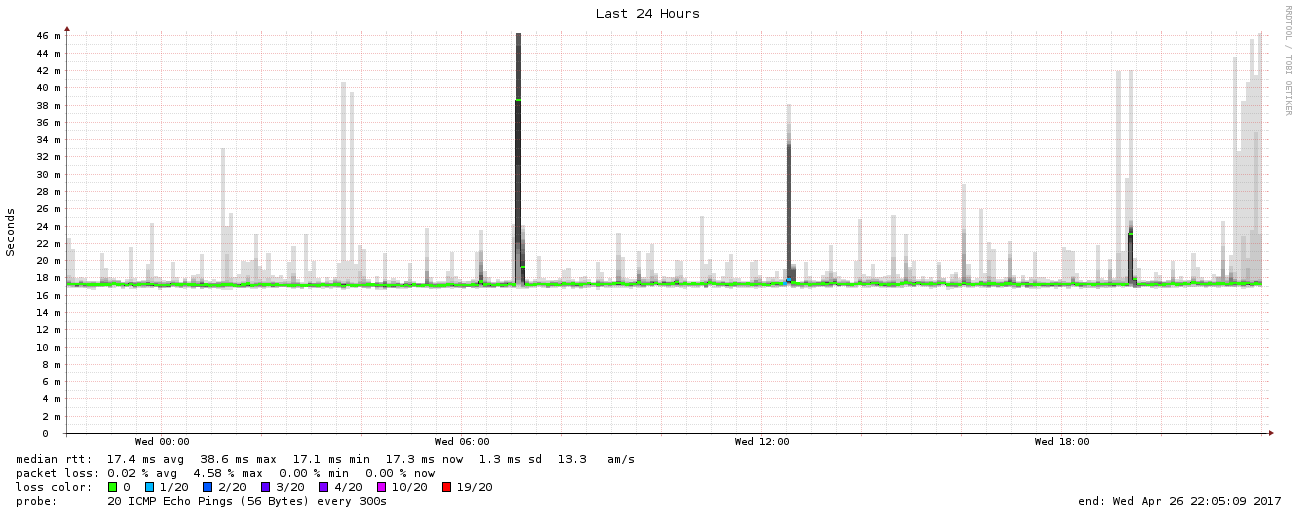 Last 24 Hours
RRDTOOL / TOBI OETIKER
Seconds
46 m
44 m
42 m
40 m
38 m
36 m
34 m
32 m
30 m
28 m
26 m
24 m
22 m
20 m
18 m
16 m
14 m
12 m
10 m
8 m
6 m
4 m
2 m
0
Wed 00:00 Wed 06:00 Wed 12:00 Wed 18:00
median rtt: 17.4 ms avg 38.6 ms max 17.1 ms min 17.3 ms now 1.3 ms sd 13.3 am/s
packet loss: 0.02 % avg 4.58 % max 0.00 % min 0.00 % now
loss color: 0 1/20 2/20 3/20 4/20 10/20 19/20
probe: 20 ICMP Echo Pings (56 Bytes) every 300s end: Wed Apr 26 22:05:09 2017